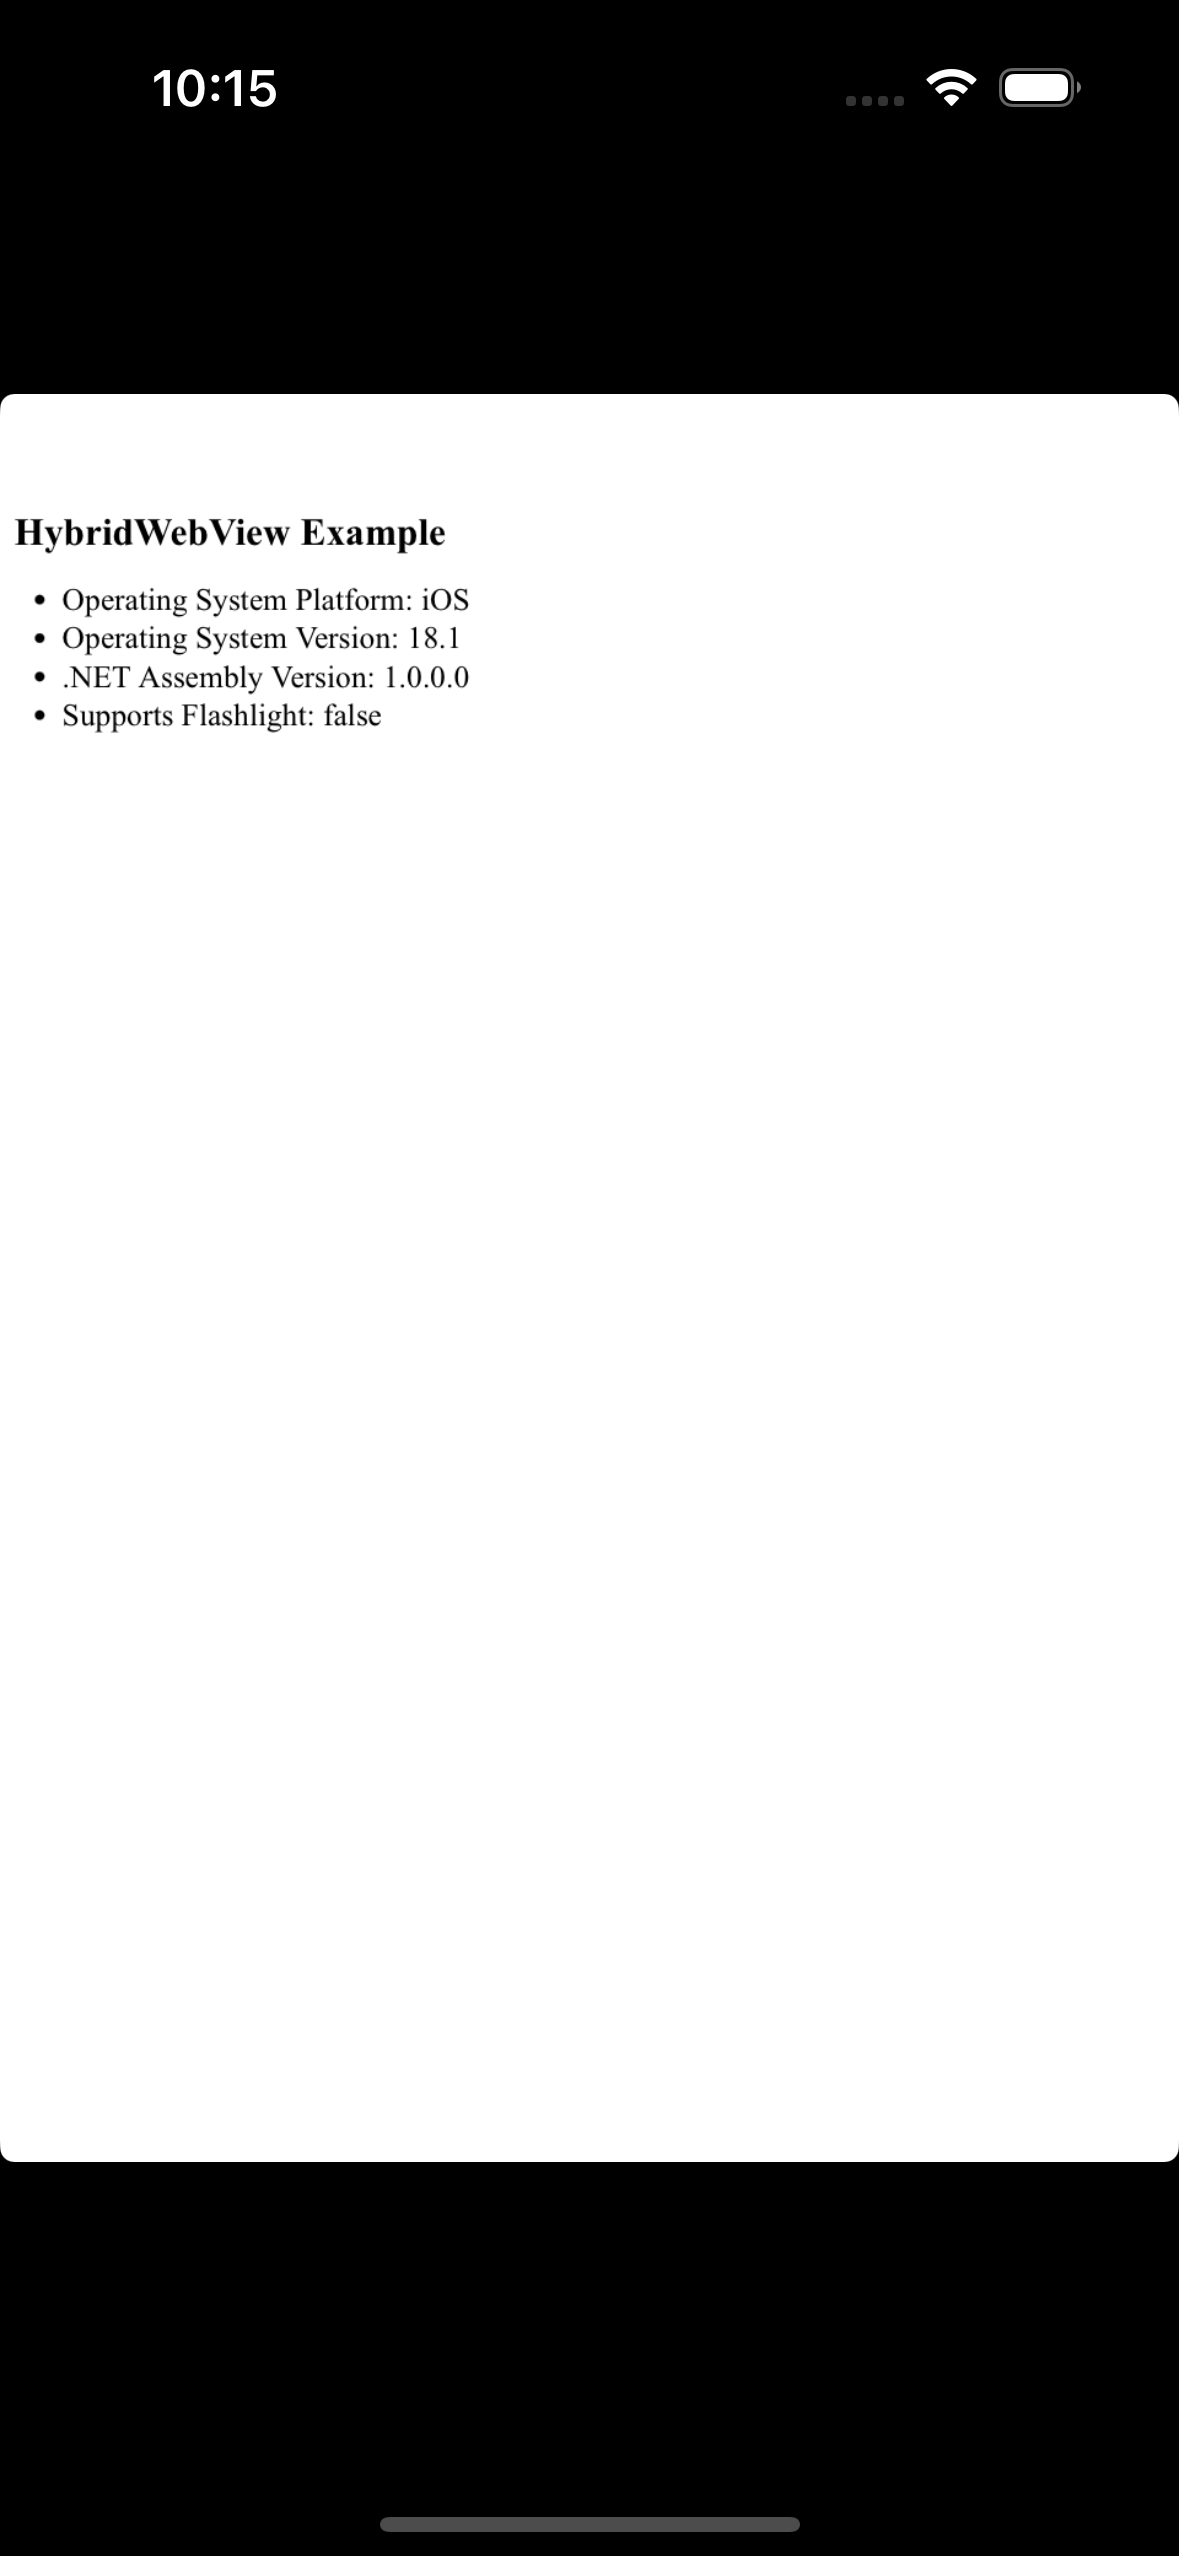 10:15
HybridWebView Example
• Operating System Platform: iOS
• Operating System Version: 18.1
• .NET Assembly Version: 1.0.0.0
• Supports Flashlight: false